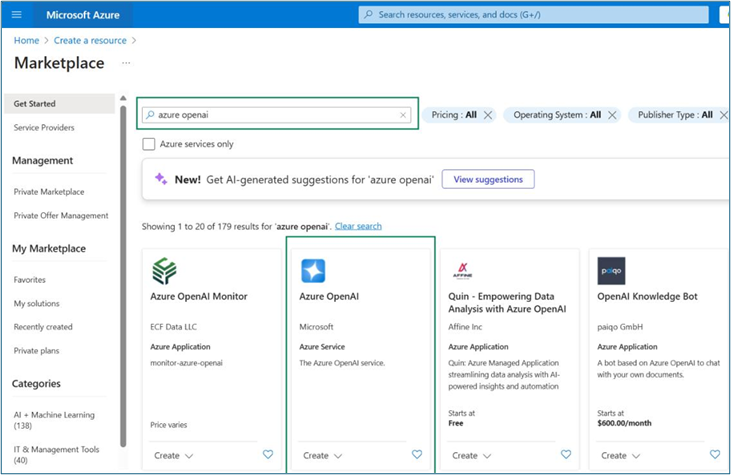 Microsoft Azure
Search resources, services, and docs (G+/)
Home > Create a resource >
Marketplace ...
Get Started
Service Providers
Management
Private Marketplace
Private Offer Management
My Marketplace
Favorites
My solutions
Recently created
Private plans
Categories
AI + Machine Learning
(138)
IT & Management Tools
(40)
azure openai
Pricing : All
Operating System : All
Publisher Type : All
Azure services only
New! Get AI-generated suggestions for 'azure openai'
View suggestions
Showing 1 to 20 of 179 results for 'azure openai'. Clear search
Azure OpenAI Monitor
ECF Data LLC
Azure Application
monitor-azure-openai
Price varies
Create
Azure OpenAI
Microsoft
Azure Service
The Azure OpenAI service.
Create
AFFINE
Quin - Empowering Data
Analysis with Azure OpenAI
Affine Inc
Azure Application
Quin: Azure Managed Application
streamlining data analysis with AI-
powered insights and automation
Starts at
Free
Create
paiqo
OpenAI Knowledge Bot
paiqo GmbH
Azure Application
A bot based on Azure OpenAI to chat
with your own documents.
Starts at
$600.00/month
Create